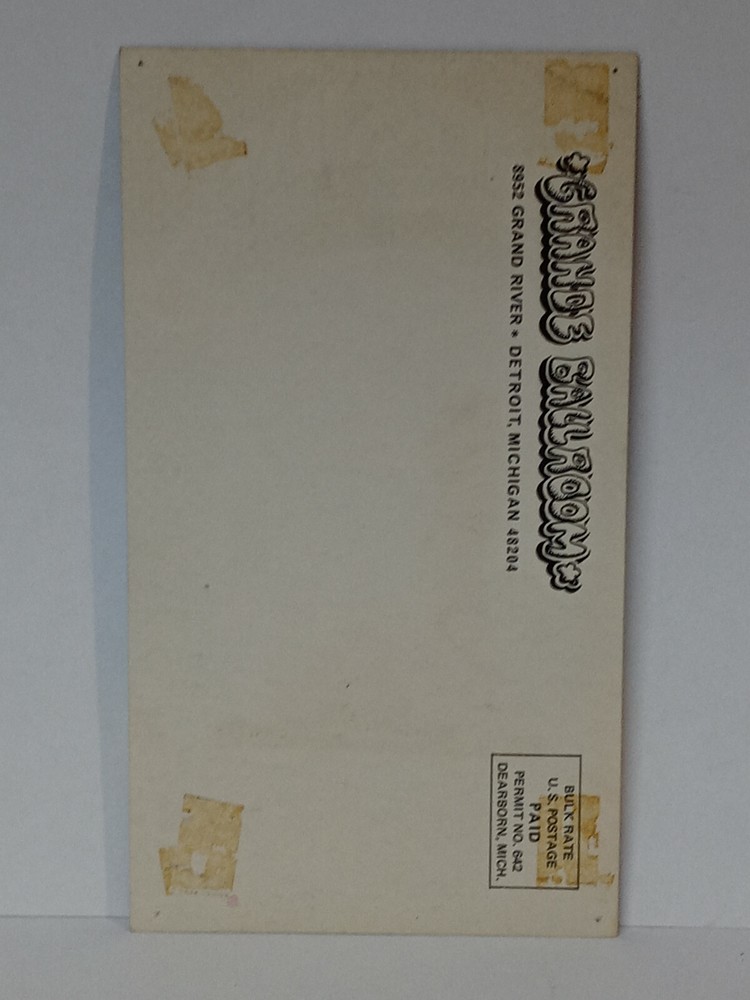 GRANDE BALLROOM
8952 GRAND RIVER * DETROIT, MICHIGAN 48204
BULK RATE
U. S. POSTAGE
PAID
PERMIT NO. 642
DEARBORN, MICH.